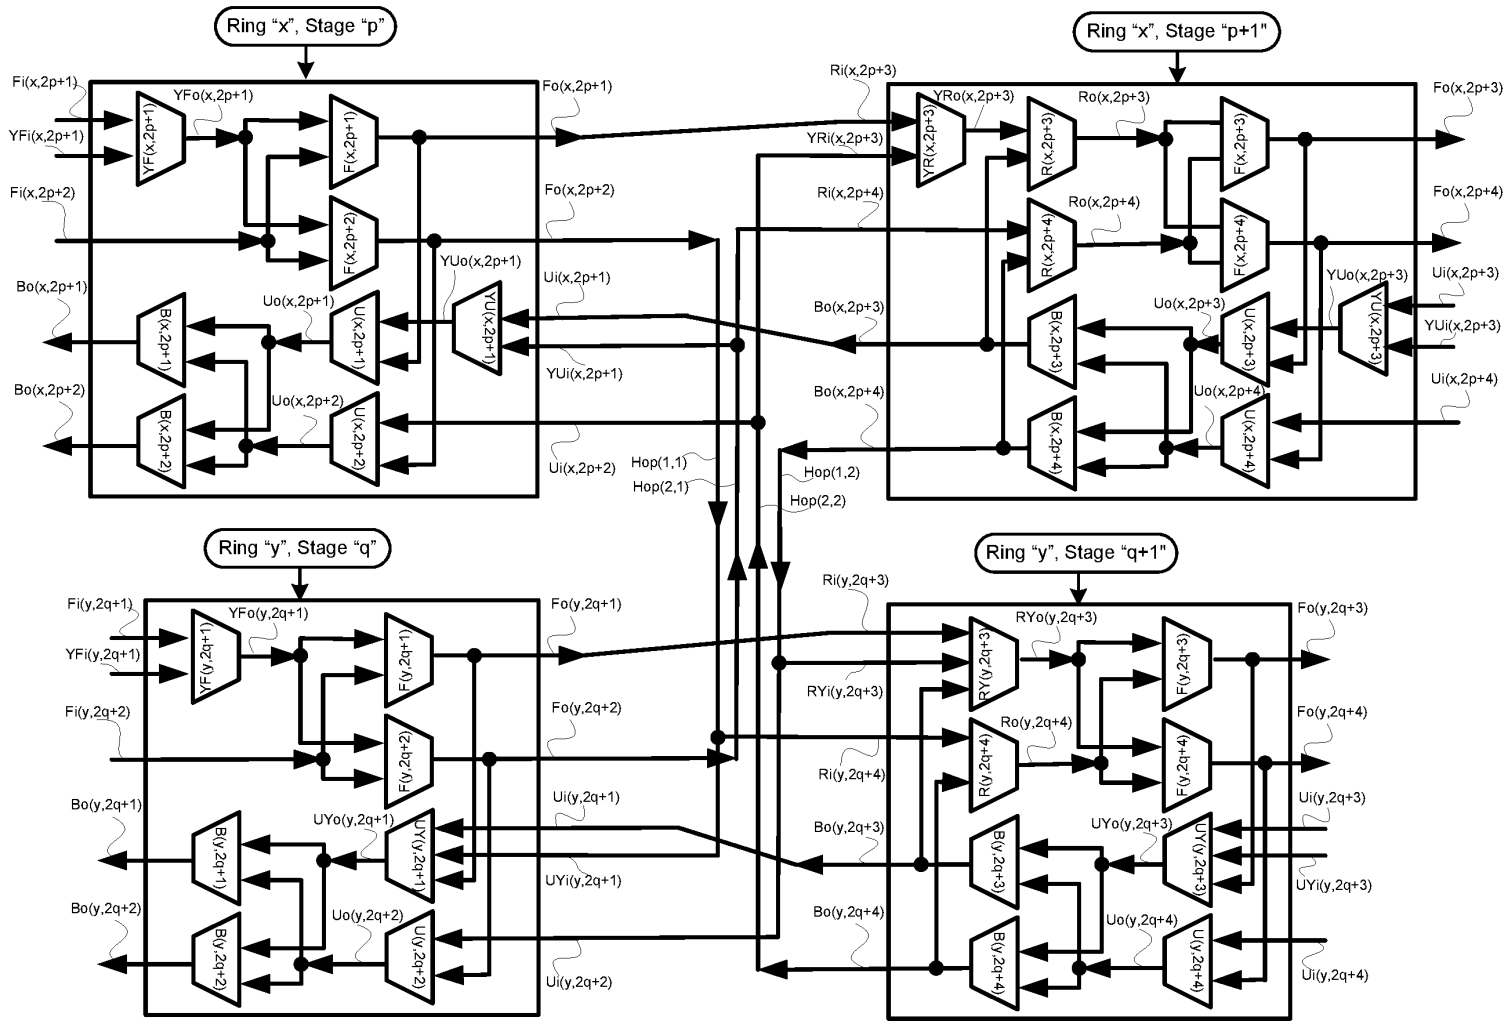 Ring “x”, Stage “p”
Ring “x”, Stage “p+1"
Fi(x,2p+1)
YFo(x,2p+1)
YFi(x,2p+1)
YF(x,2p+1)
F(x,2p+1)
Fo(x,2p+1)
Fi(x,2p+2)
F(x,2p+2)
Fo(x,2p+2)
YUo(x,2p+1)
Ui(x,2p+1)
Bo(x,2p+1)
Uo(x,2p+1)
B(x,2p+1)
U(x,2p+1)
YU(x,2p+1)
YUi(x,2p+1)
Bo(x,2p+2)
Uo(x,2p+2)
B(x,2p+2)
U(x,2p+2)
Ui(x,2p+2)
Ri(x,2p+3)
YRo(x,2p+3)
Ro(x,2p+3)
Fo(x,2p+3)
YRi(x,2p+3)
YR(x,2p+3)
R(x,2p+3)
F(x,2p+3)
Ri(x,2p+4)
Ro(x,2p+4)
Fo(x,2p+4)
R(x,2p+4)
F(x,2p+4)
YUo(x,2p+3)
Ui(x,2p+3)
Bo(x,2p+3)
Uo(x,2p+3)
B(x,2p+3)
U(x,2p+3)
YU(x,2p+3)
YUi(x,2p+3)
Bo(x,2p+4)
Uo(x,2p+4)
Ui(x,2p+4)
B(x,2p+4)
U(x,2p+4)
Hop(1,1)
Hop(2,1)
Hop(1,2)
Hop(2,2)
Ring “y”, Stage “q”
Ring “y”, Stage “q+1"
Fi(y,2q+1)
YFo(y,2q+1)
Fo(y,2q+1)
YFi(y,2q+1)
YF(y,2q+1)
F(y,2q+1)
Fi(y,2q+2)
F(y,2q+2)
Fo(y,2q+2)
Bo(y,2q+1)
UYo(y,2q+1)
Ui(y,2q+1)
B(y,2q+1)
UY(y,2q+1)
UYi(y,2q+1)
Bo(y,2q+2)
Uo(y,2q+2)
B(y,2q+2)
U(y,2q+2)
Ui(y,2q+2)
Ri(y,2q+3)
RYo(y,2q+3)
Fo(y,2q+3)
RYi(y,2q+3)
RY(y,2q+3)
F(y,2q+3)
Ro(y,2q+4)
Fo(y,2q+4)
Ri(y,2q+4)
R(y,2q+4)
F(y,2q+4)
Bo(y,2q+3)
UYo(y,2q+3)
Ui(y,2q+3)
B(y,2q+3)
UY(y,2q+3)
UYi(y,2q+3)
Bo(y,2q+4)
Uo(y,2q+4)
B(y,2q+4)
U(y,2q+4)
Ui(y,2q+4)